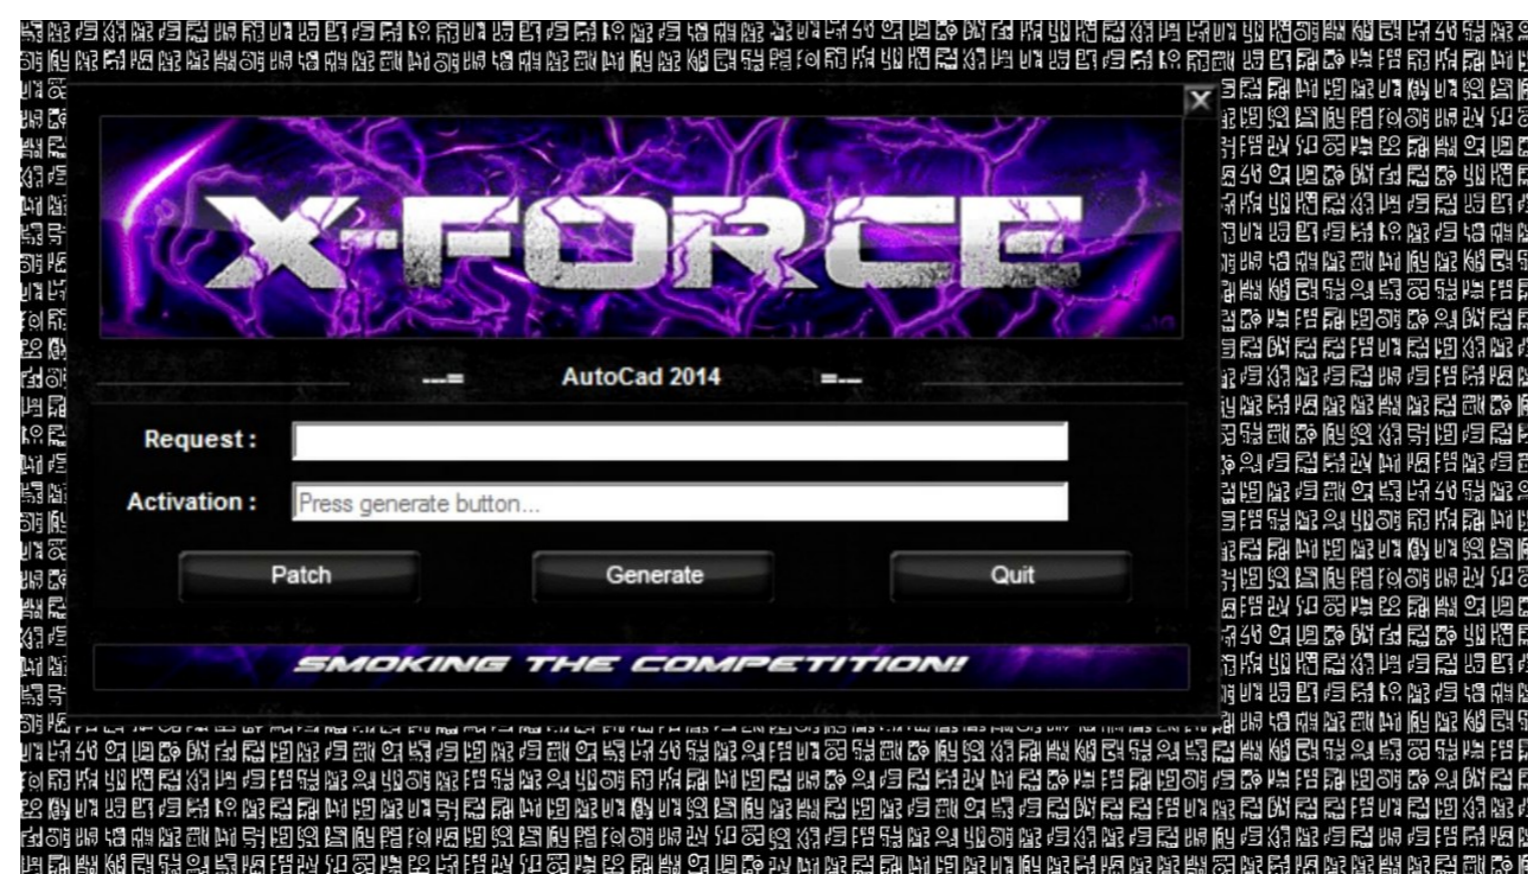 X
X-FORCE
---= AutoCad 2014 =---
Request :
Activation : Press generate button...
Patch Generate Quit
SMOKING THE COMPETITION!